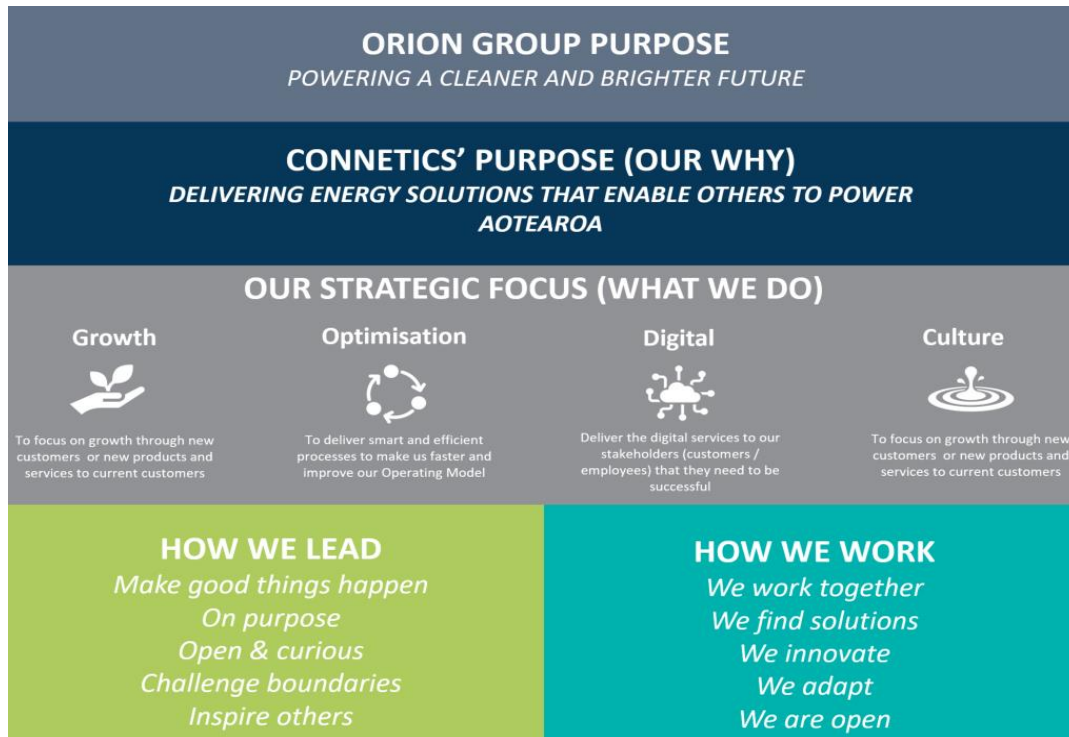 ORION GROUP PURPOSE
POWERING A CLEANER AND BRIGHTER FUTURE
CONNETICS' PURPOSE (OUR WHY)
DELIVERING ENERGY SOLUTIONS THAT ENABLE OTHERS TO POWER
AOTEAROA
OUR STRATEGIC FOCUS (WHAT WE DO)
Growth
To focus on growth through new
customers or new products and
services to current customers
Optimisation
To deliver smart and efficient
processes to make us faster and
improve our Operating Model
Digital
Deliver the digital services to our
stakeholders (customers /
employees) that they need to be
successful
Culture
To focus on growth through new
customers or new products and
services to current customers
HOW WE LEAD
Make good things happen
On purpose
Open & curious
Challenge boundaries
Inspire others
HOW WE WORK
We work together
We find solutions
We innovate
We adapt
We are open